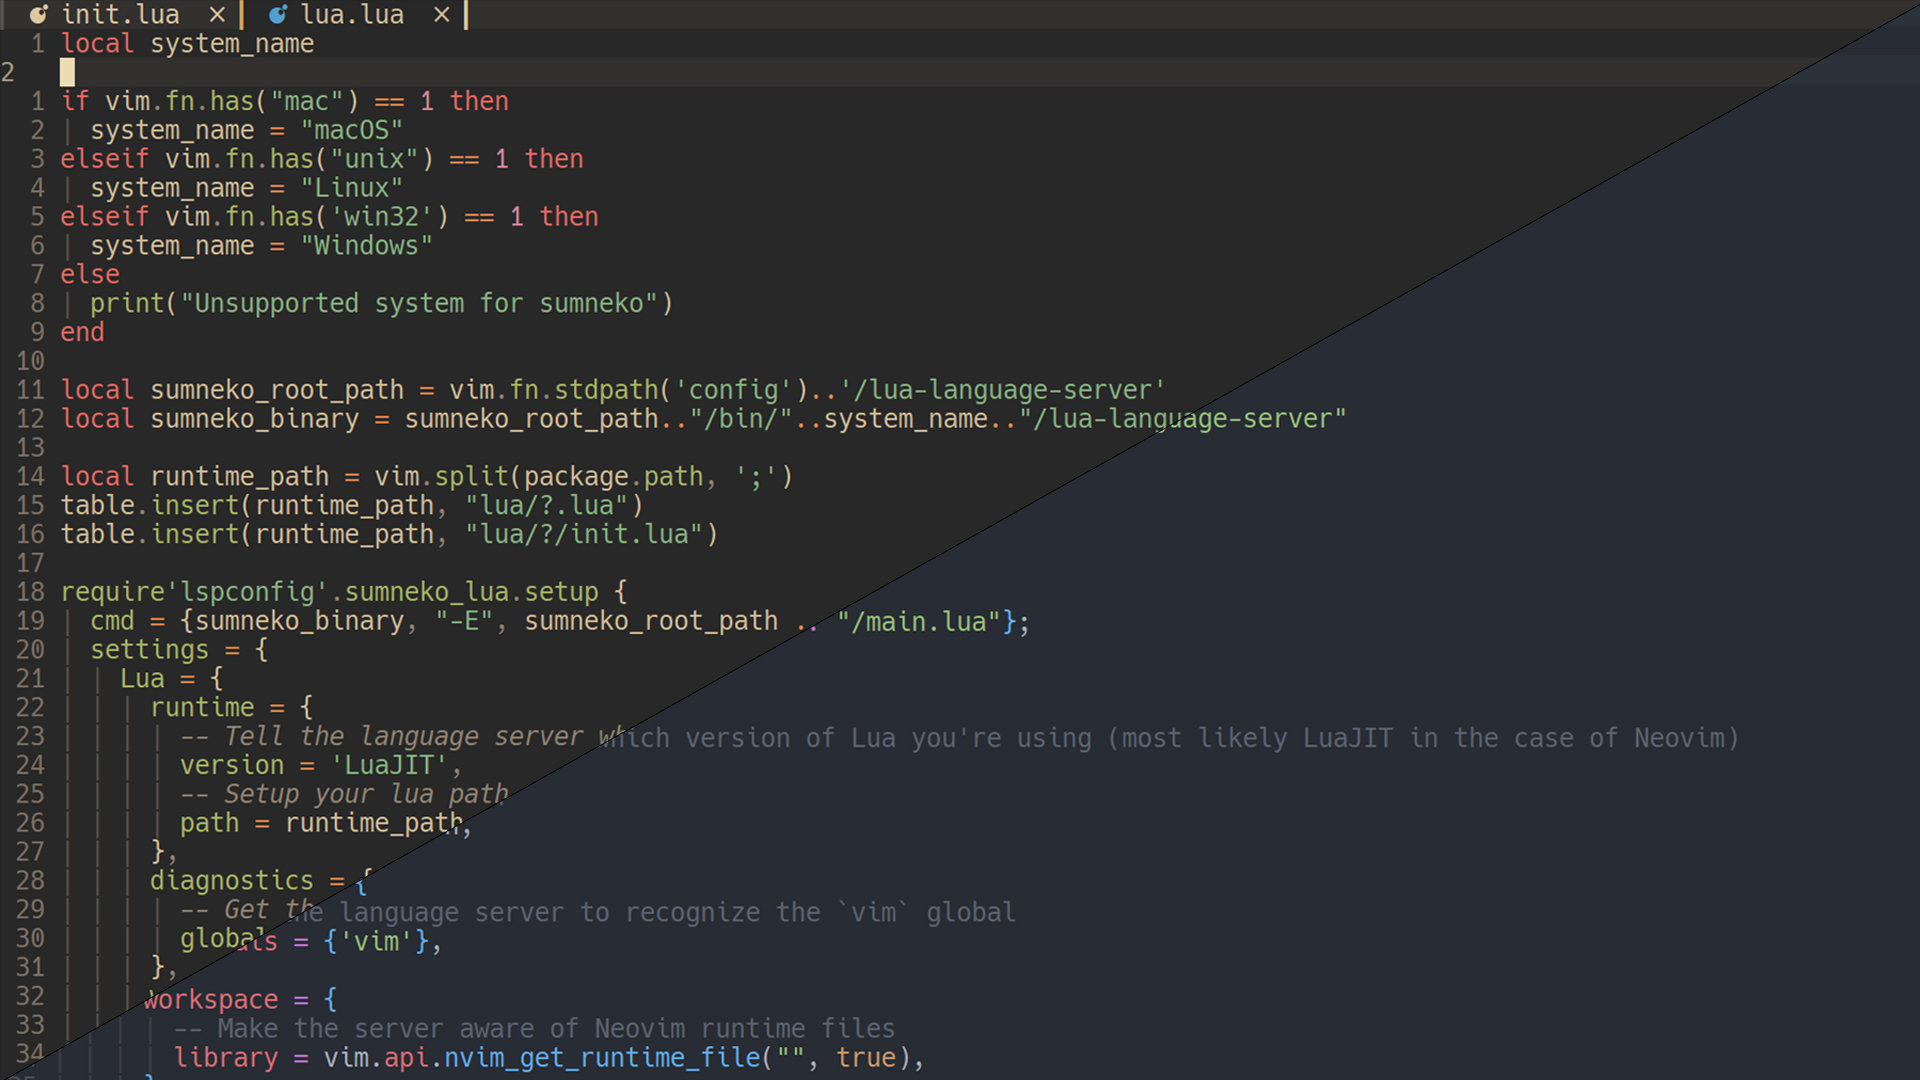 init.lua × lua.lua ×
1 local system_name
2
1 if vim.fn.has("mac") == 1 then
2 system_name = "macOS"
3 elseif vim.fn.has("unix") == 1 then
4 system_name = "Linux"
5 elseif vim.fn.has('win32') == 1 then
6 system_name = "Windows"
7 else
8 print("Unsupported system for sumneko")
9 end
10
11 local sumneko_root_path = vim.fn.stdpath('config')..'/lua-language-server'
12 local sumneko_binary = sumneko_root_path.."/bin/"..system_name.."/lua-language-server"
13
14 local runtime_path = vim.split(package.path, ';')
15 table.insert(runtime_path, "lua/?.lua")
16 table.insert(runtime_path, "lua/?/init.lua")
17
18 require'lspconfig'.sumneko_lua.setup {
19 cmd = {sumneko_binary, "-E", sumneko_root_path .. "/main.lua"};
20 settings = {
21 Lua = {
22 runtime = {
23 -- Tell the language server which version of Lua you're using (most likely LuaJIT in the case of Neovim)
24 version = 'LuaJIT',
25 -- Setup your lua path
26 path = runtime_path,
27 },
28 diagnostics = {
29 -- Get the language server to recognize the `vim` global
30 globals = {'vim'},
31 },
32 workspace = {
33 -- Make the server aware of Neovim runtime files
34 library = vim.api.nvim_get_runtime_file("", true),